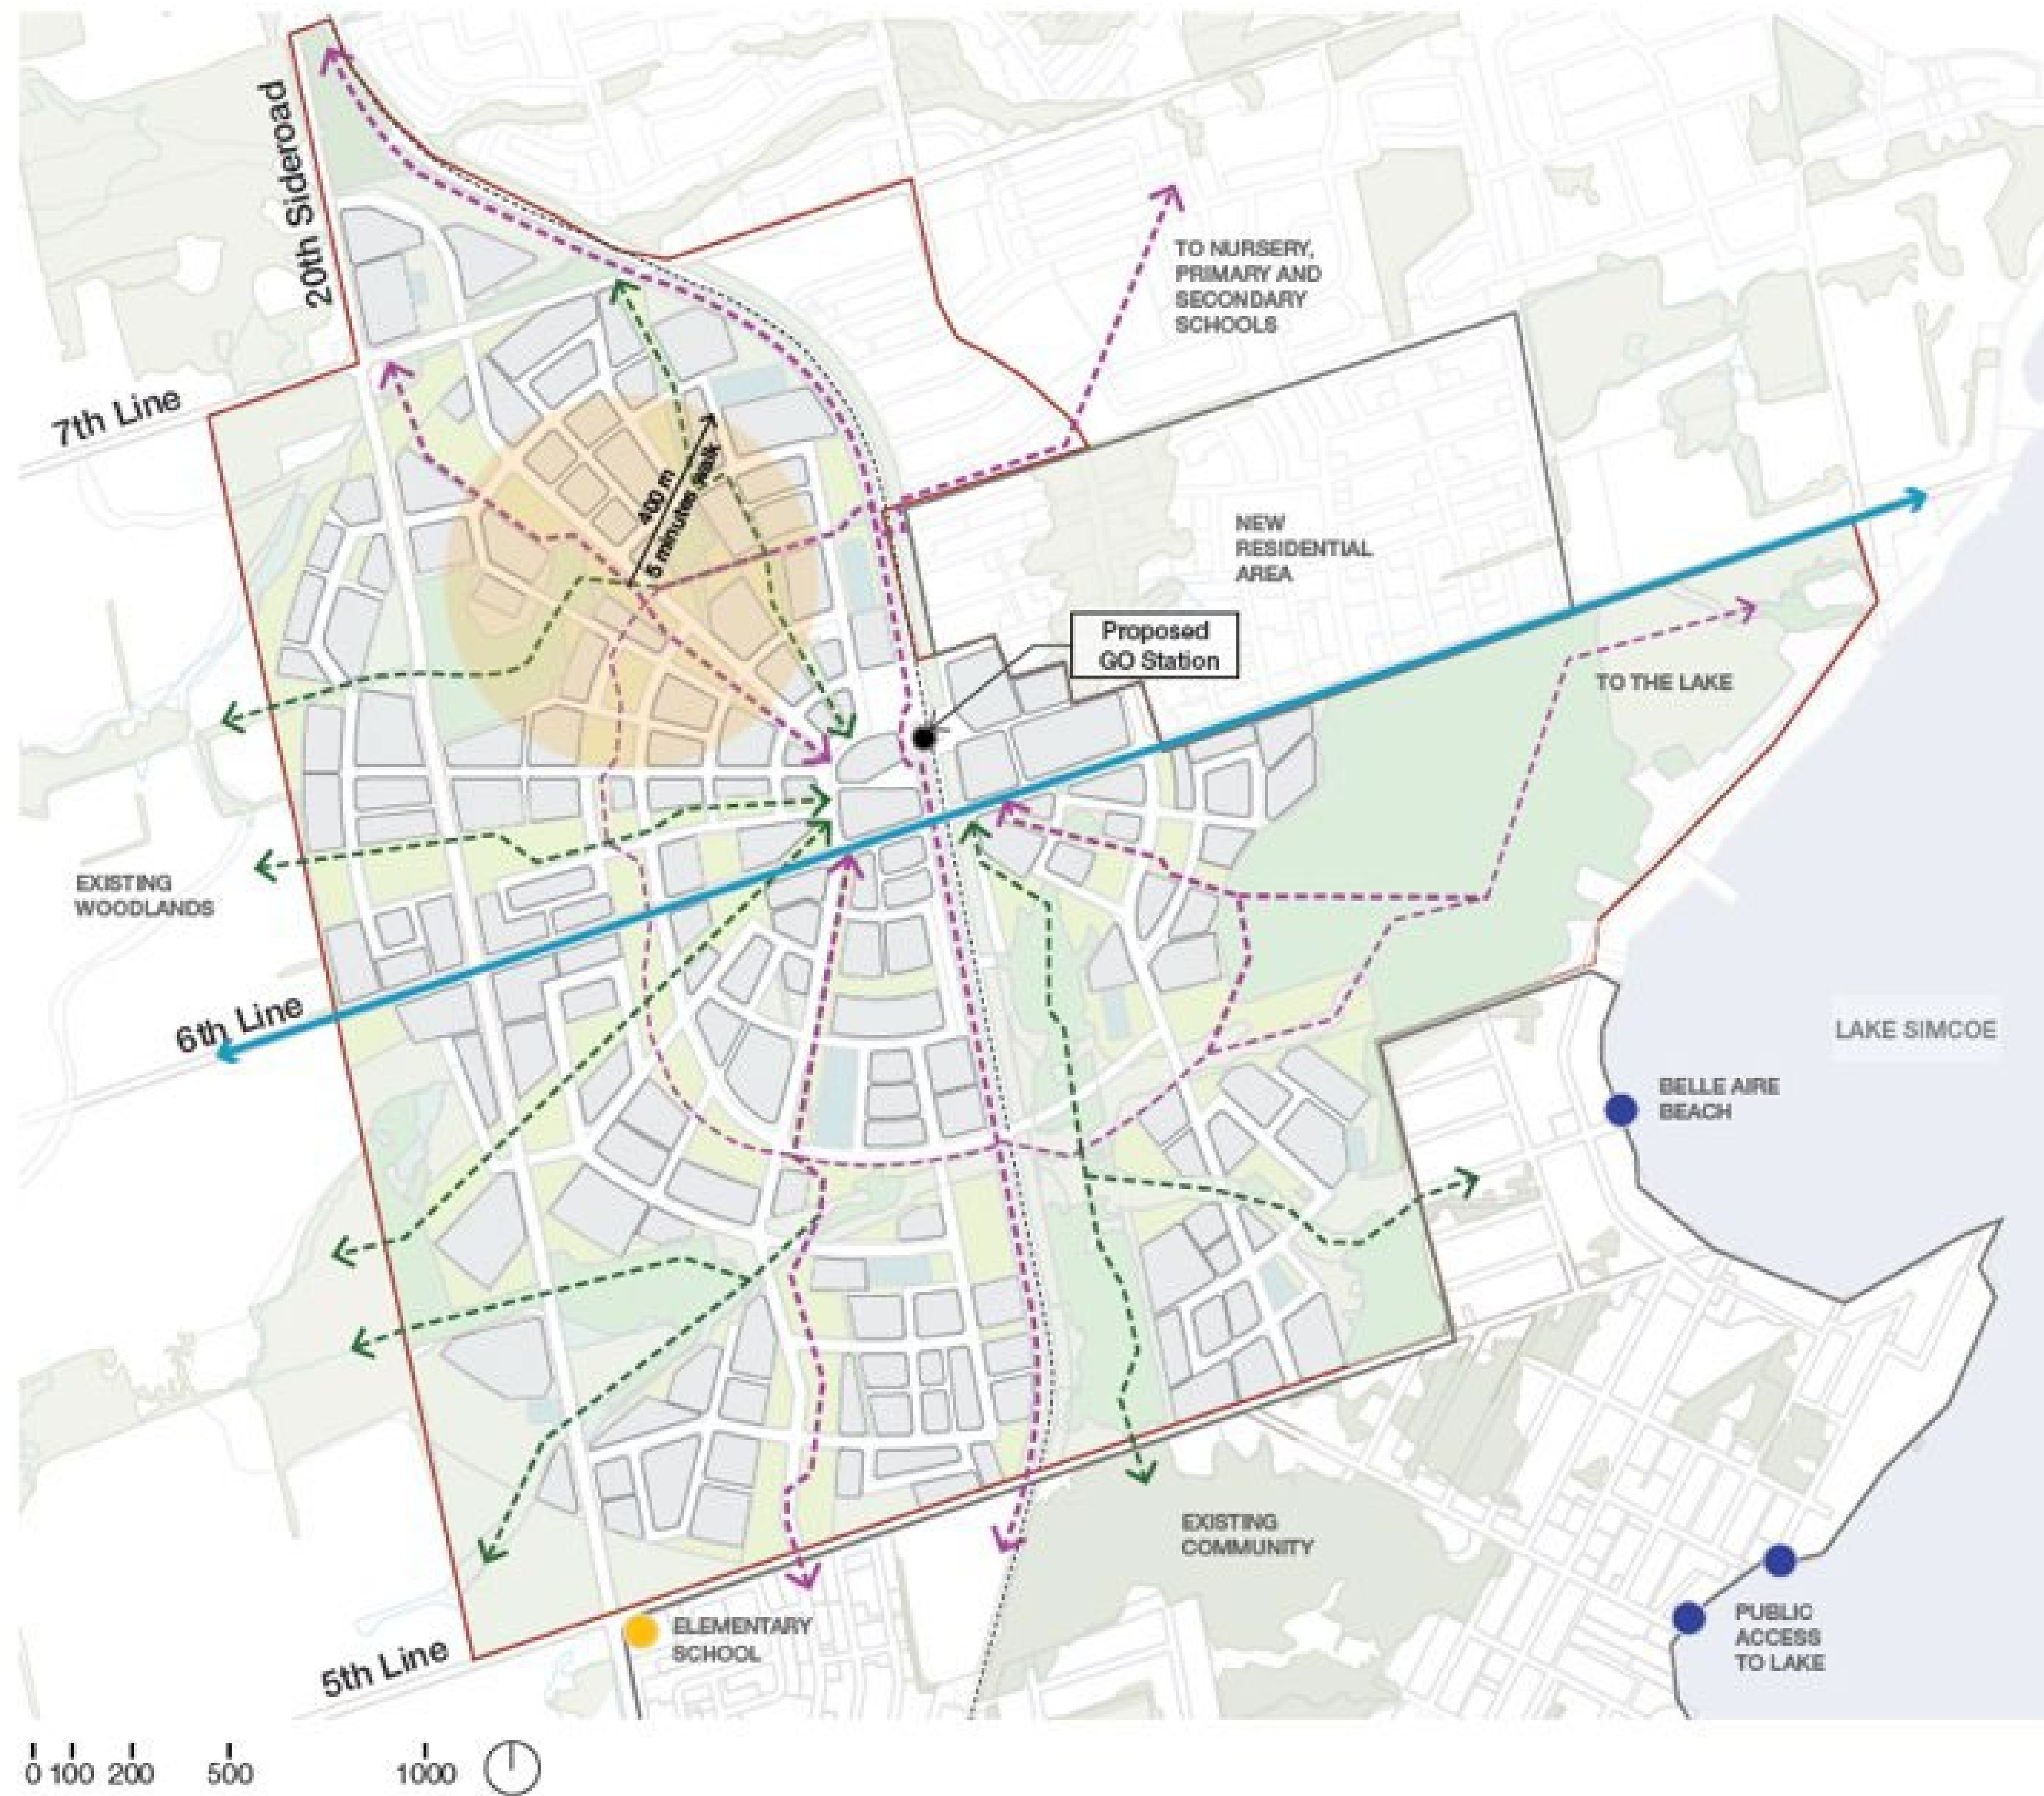 20th Sideroad
TO NURSERY,
PRIMARY AND
SECONDARY
SCHOOLS
7th Line
400 m
5 minutes walk
NEW
RESIDENTIAL
AREA
Proposed
GO Station
TO THE LAKE
EXISTING
WOODLANDS
6th Line
LAKE SIMCOE
BELLE AIRE
BEACH
EXISTING
COMMUNITY
ELEMENTARY
SCHOOL
PUBLIC
ACCESS
TO LAKE
5th Line
0 100 200 500 1000